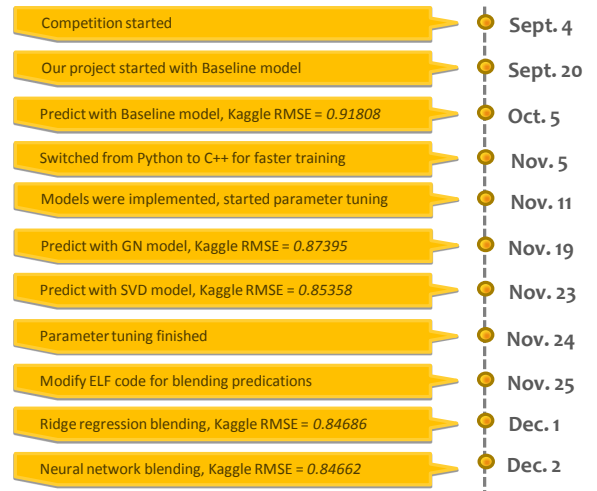 Competition started
Sept. 4
Our project started with Baseline model
Sept. 20
Predict with Baseline model, Kaggle RMSE = 0.91808
Oct. 5
Switched from Python to C++ for faster training
Nov. 5
Models were implemented, started parameter tuning
Nov. 11
Predict with GN model, Kaggle RMSE = 0.87395
Nov. 19
Predict with SVD model, Kaggle RMSE = 0.85358
Nov. 23
Parameter tuning finished
Nov. 24
Modify ELF code for blending predications
Nov. 25
Ridge regression blending, Kaggle RMSE = 0.84686
Dec. 1
Neural network blending, Kaggle RMSE = 0.84662
Dec. 2